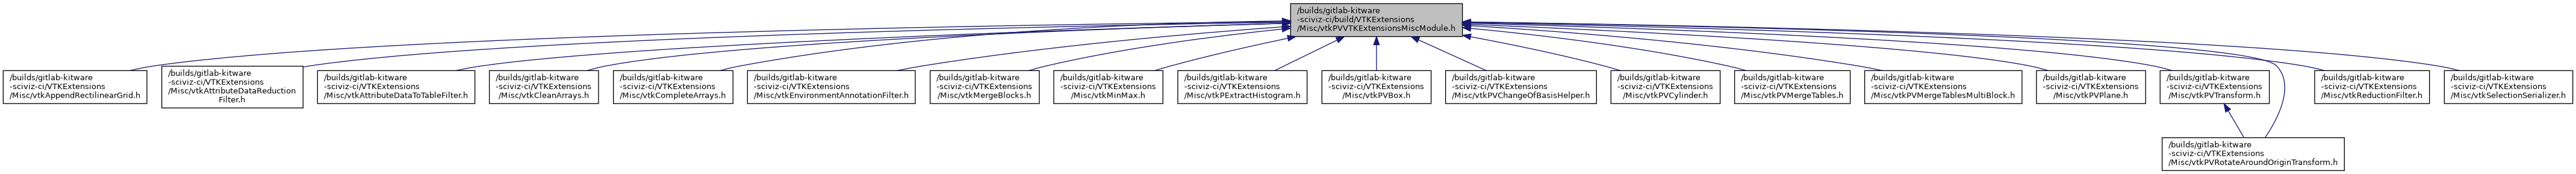 /builds/gitlab-kitware
-sciviz-ci/build/VTKExtensions
/Misc/vtkPVVTKExtensionsMiscModule.h
/builds/gitlab-kitware
-sciviz-ci/VTKExtensions
/Misc/vtkAppendRectilinearGrid.h
/builds/gitlab-kitware
-sciviz-ci/VTKExtensions
/Misc/vtkAttributeDataReduction
Filter.h
/builds/gitlab-kitware
-sciviz-ci/VTKExtensions
/Misc/vtkAttributeDataToTableFilter.h
/builds/gitlab-kitware
-sciviz-ci/VTKExtensions
/Misc/vtkCleanArrays.h
/builds/gitlab-kitware
-sciviz-ci/VTKExtensions
/Misc/vtkCompleteArrays.h
/builds/gitlab-kitware
-sciviz-ci/VTKExtensions
/Misc/vtkEnvironmentAnnotationFilter.h
/builds/gitlab-kitware
-sciviz-ci/VTKExtensions
/Misc/vtkMergeBlocks.h
/builds/gitlab-kitware
-sciviz-ci/VTKExtensions
/Misc/vtkMinMax.h
/builds/gitlab-kitware
-sciviz-ci/VTKExtensions
/Misc/vtkPExtractHistogram.h
/builds/gitlab-kitware
-sciviz-ci/VTKExtensions
/Misc/vtkPVBox.h
/builds/gitlab-kitware
-sciviz-ci/VTKExtensions
/Misc/vtkPVChangeOfBasisHelper.h
/builds/gitlab-kitware
-sciviz-ci/VTKExtensions
/Misc/vtkPVCylinder.h
/builds/gitlab-kitware
-sciviz-ci/VTKExtensions
/Misc/vtkPVMergeTables.h
/builds/gitlab-kitware
-sciviz-ci/VTKExtensions
/Misc/vtkPVMergeTablesMultiBlock.h
/builds/gitlab-kitware
-sciviz-ci/VTKExtensions
/Misc/vtkPVPlane.h
/builds/gitlab-kitware
-sciviz-ci/VTKExtensions
/Misc/vtkPVTransform.h
/builds/gitlab-kitware
-sciviz-ci/VTKExtensions
/Misc/vtkReductionFilter.h
/builds/gitlab-kitware
-sciviz-ci/VTKExtensions
/Misc/vtkSelectionSerializer.h
/builds/gitlab-kitware
-sciviz-ci/VTKExtensions
/Misc/vtkPVRotateAroundOriginTransform.h